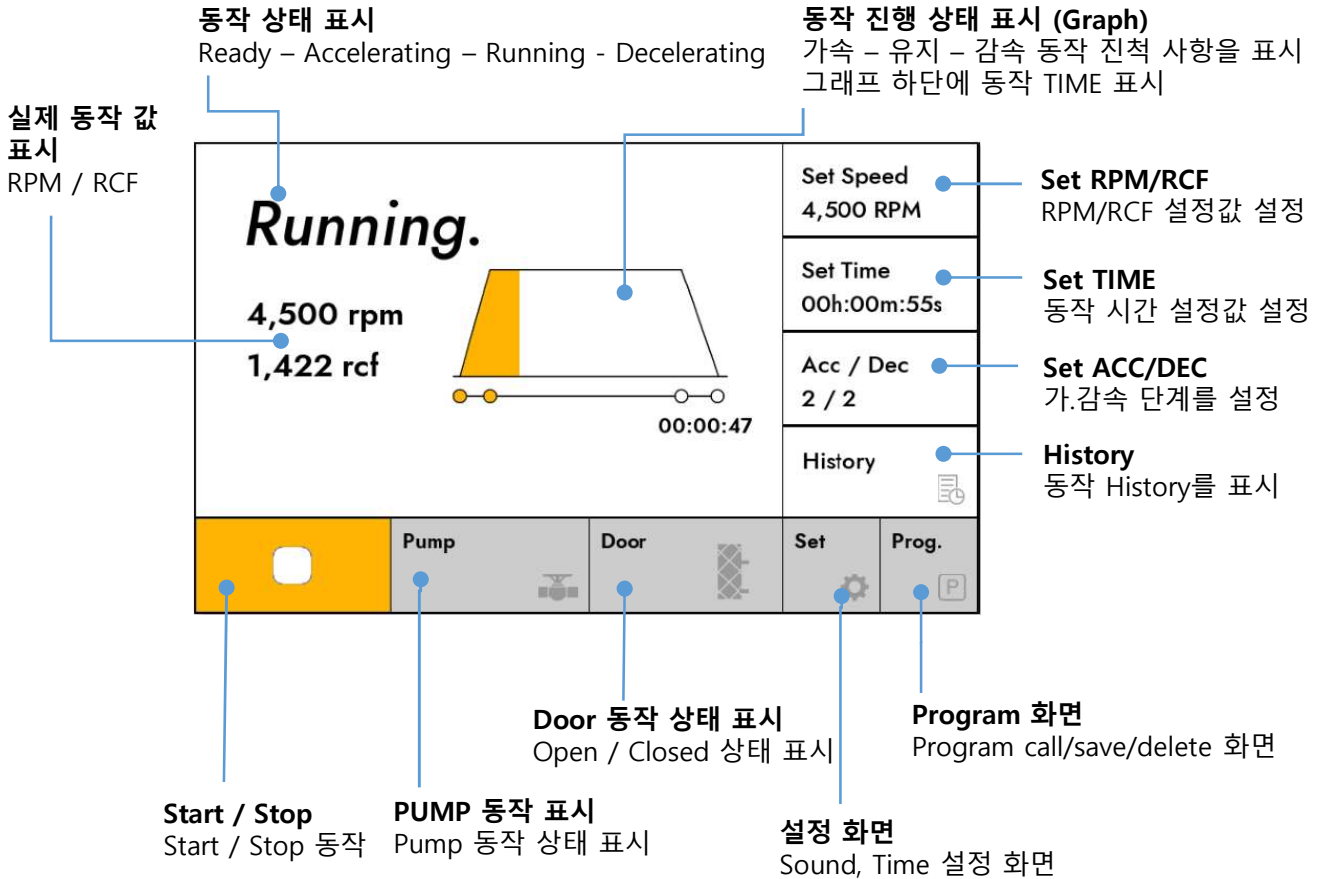 동작 상태 표시
Ready – Accelerating – Running - Decelerating
동작 진행 상태 표시 (Graph)
가속 – 유지 – 감속 동작 진척 사항을 표시
그래프 하단에 동작 TIME 표시
실제 동작 값
표시
RPM / RCF
Running.
4,500 rpm
1,422 rcf
00:00:47
Set Speed
4,500 RPM
Set Time
00h:00m:55s
Acc / Dec
2 / 2
History
Set RPM/RCF
RPM/RCF 설정값 설정
Set TIME
동작 시간 설정값 설정
Set ACC/DEC
가.감속 단계를 설정
History
동작 History를 표시
Pump
Door
Set
Prog.
P
Door 동작 상태 표시
Open / Closed 상태 표시
Program 화면
Program call/save/delete 화면
Start / Stop
Start / Stop 동작
PUMP 동작 표시
Pump 동작 상태 표시
설정 화면
Sound, Time 설정 화면